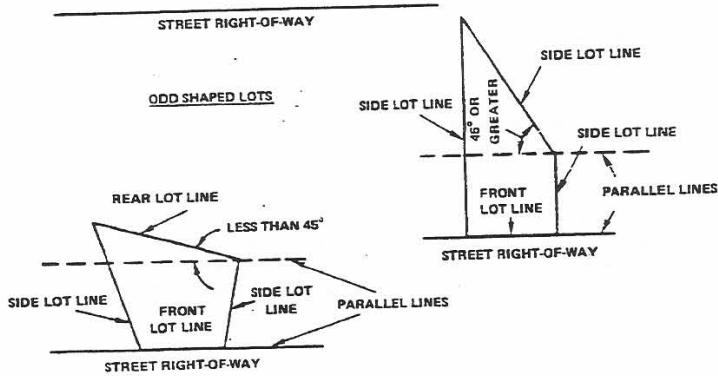 STREET RIGHT-OF-WAY
ODD SHAPED LOTS
SIDE LOT LINE
SIDE LOT LINE
46° OR
GREATER
SIDE LOT LINE
FRONT
LOT LINE
PARALLEL LINES
STREET RIGHT-OF-WAY
REAR LOT LINE
LESS THAN 45°
SIDE LOT LINE
FRONT
LOT LINE
SIDE LOT
LINE
PARALLEL LINES
STREET RIGHT-OF-WAY